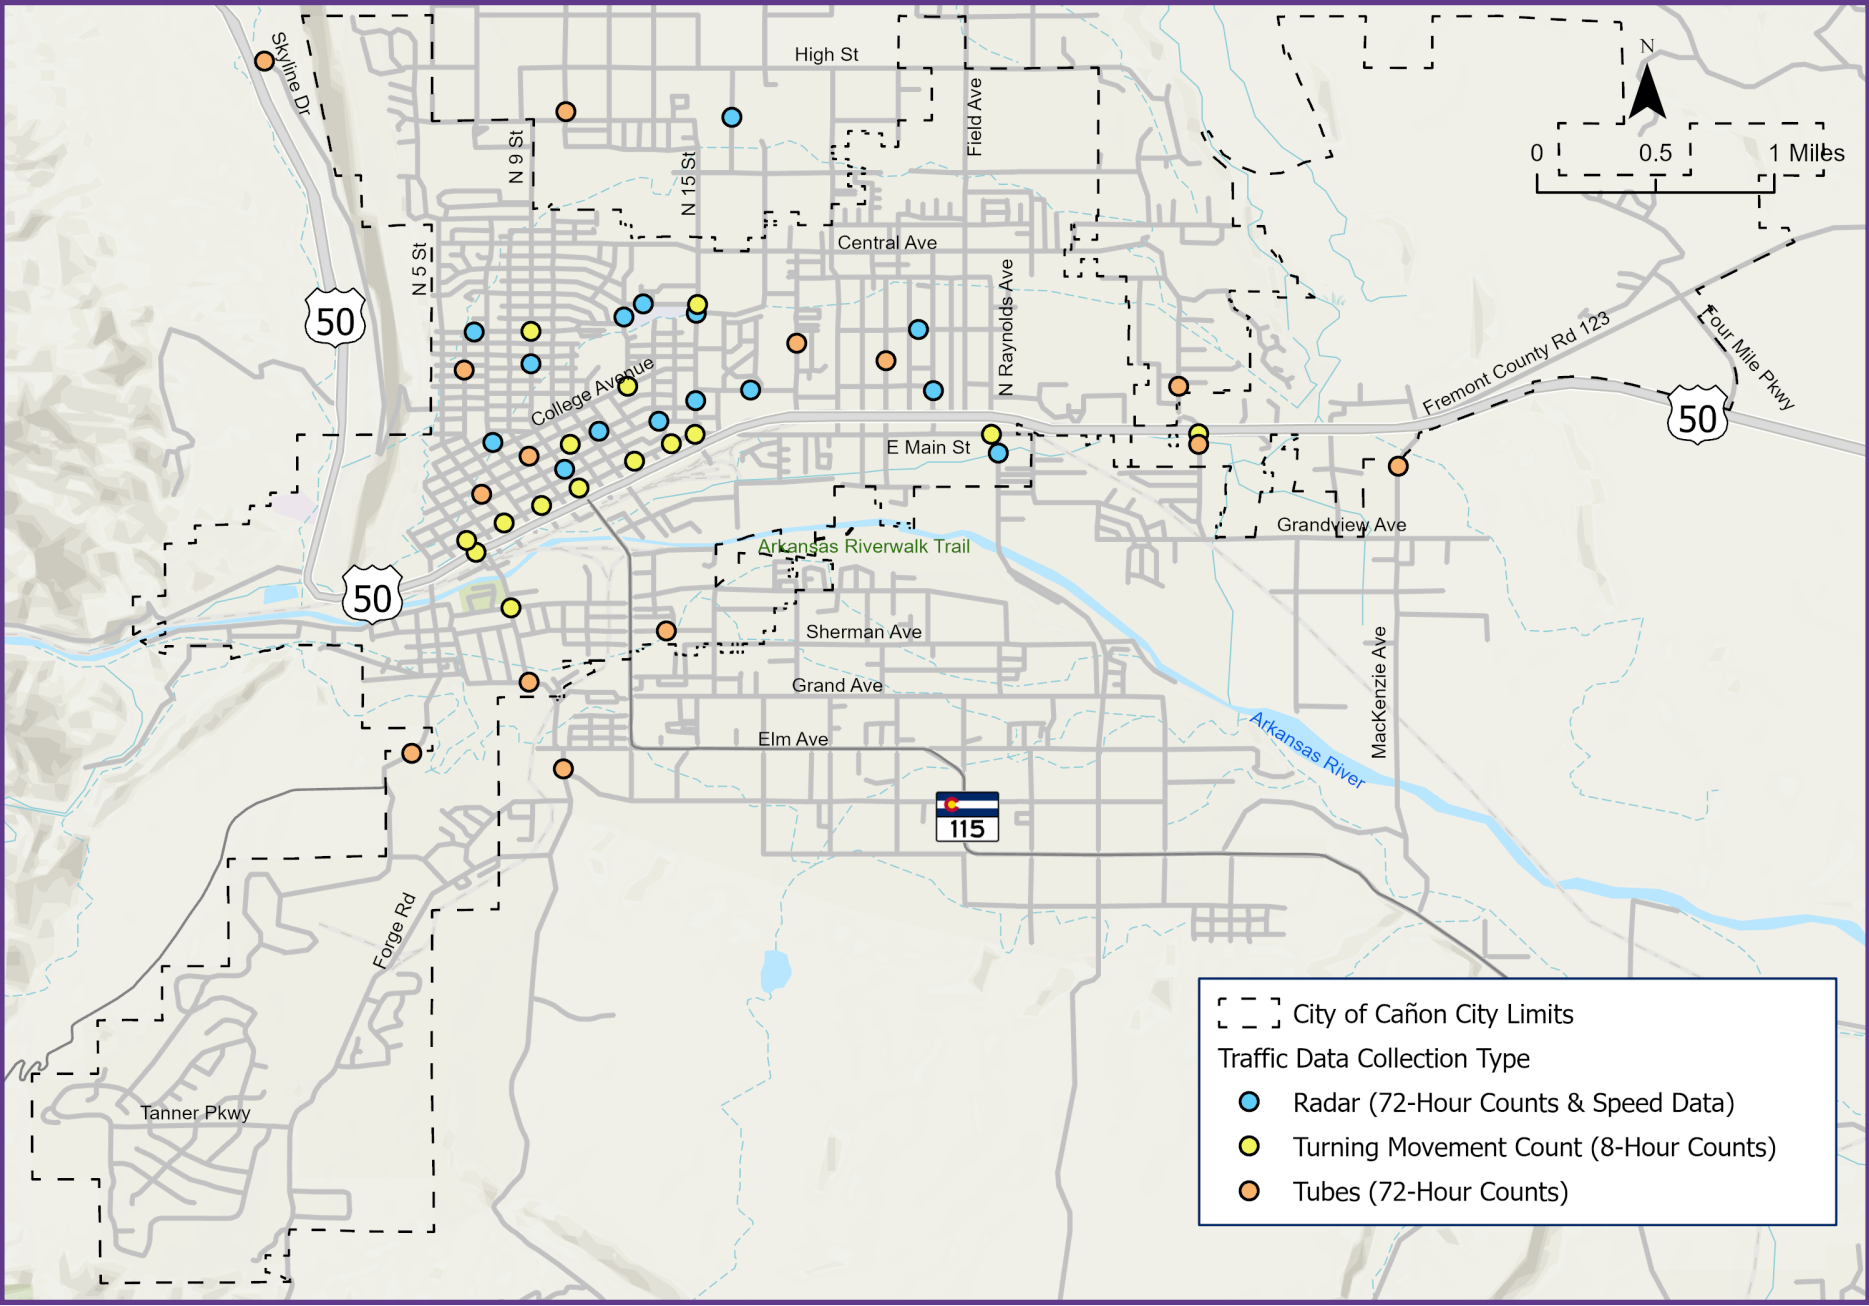 Skyline Dr
High St
Field Ave
N
0 0.5 1 Miles
N 9 St
N 15 St
N 5 St
Central Ave
N Raynolds Ave
50
College Avenue
Fremont County Rd 123
Four Mile Pkwy
50
E Main St
Grandview Ave
Arkansas Riverwalk Trail
50
Sherman Ave
MacKenzie Ave
Grand Ave
Elm Ave
Arkansas River
115
Forge Rd
Tanner Pkwy
City of Cañon City Limits
Traffic Data Collection Type
Radar (72-Hour Counts & Speed Data)
Turning Movement Count (8-Hour Counts)
Tubes (72-Hour Counts)